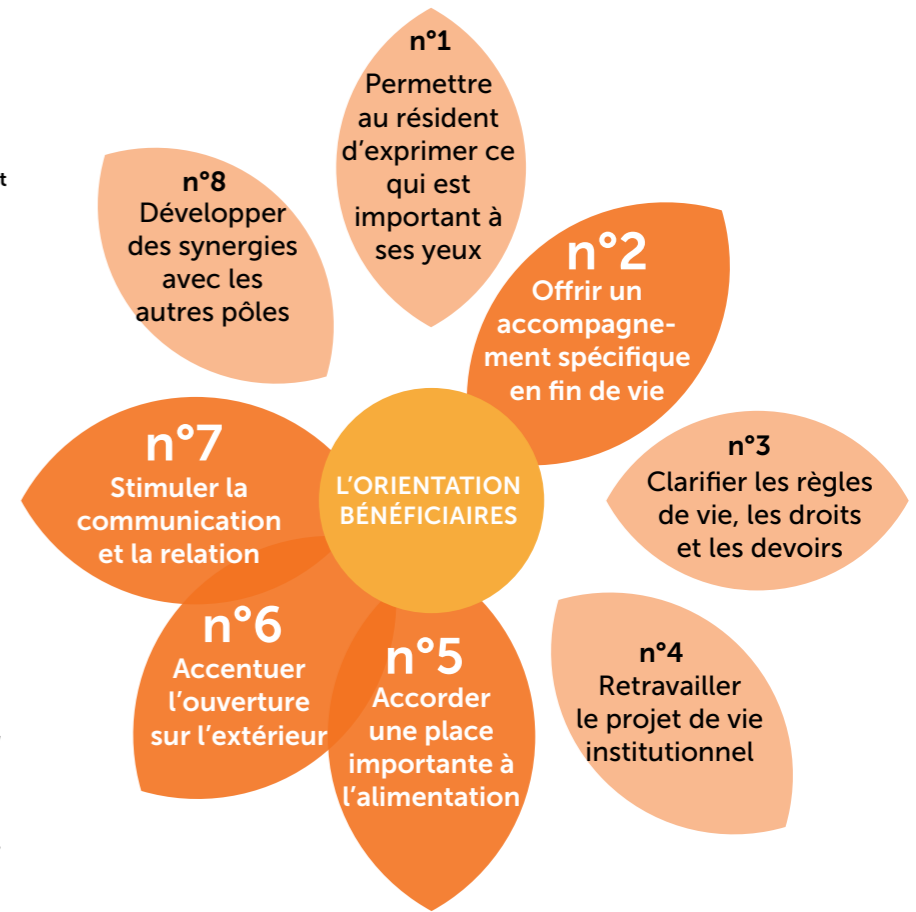 n°1
Permettre
au résident
d'exprimer ce
qui est
important à
ses yeux
n°2
Offrir un
accompagne-
ment spécifique
en fin de vie
n°3
Clarifier les règles
de vie, les droits
et les devoirs
n°4
Retravailler
le projet de vie
institutionnel
n°5
Accorder
une place
importante à
l'alimentation
n°6
Accentuer
l'ouverture
sur l'extérieur
n°7
Stimuler la
communication
et la relation
n°8
Développer
des synergies
avec les
autres pôles
L'ORIENTATION
BÉNÉFICIAIRES